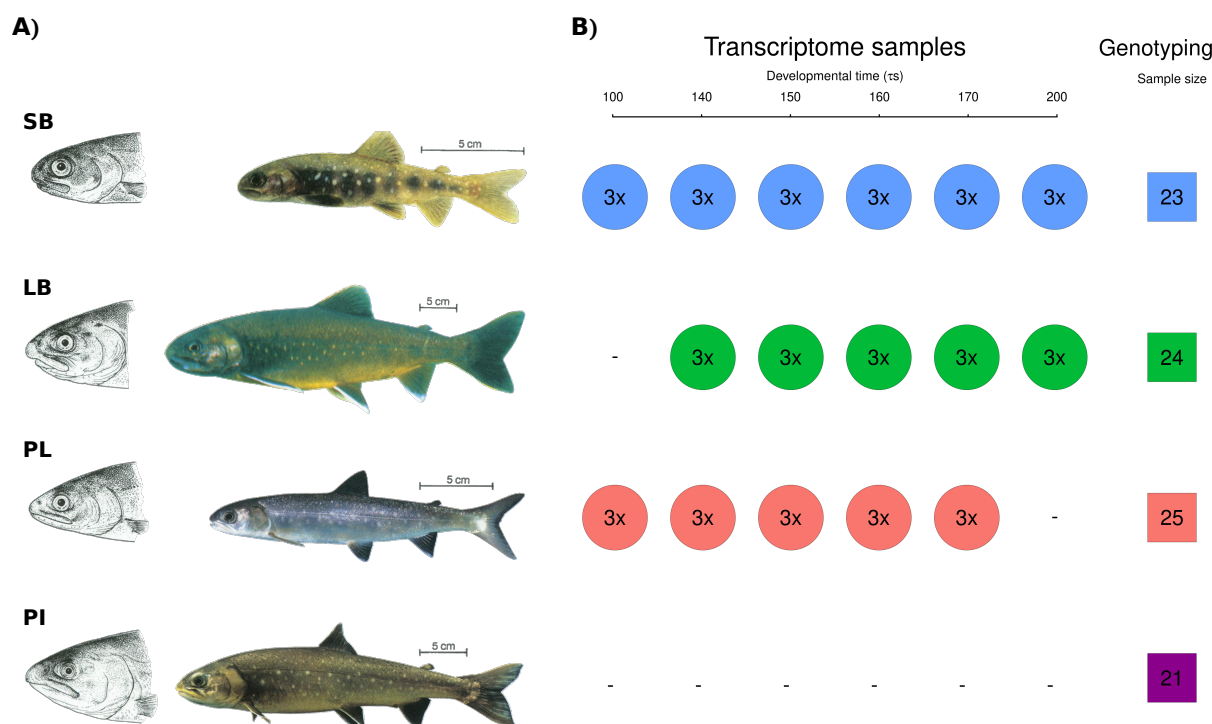 A)
B)
Transcriptome samples
Genotyping
Developmental time (τs)
Sample size
100 140 150 160 170 200
SB
5 cm
3x 3x 3x 3x 3x 3x 23
LB
5 cm
- 3x 3x 3x 3x 3x 24
PL
5 cm
3x 3x 3x 3x 3x - 25
PI
5 cm
- - - - - - 21